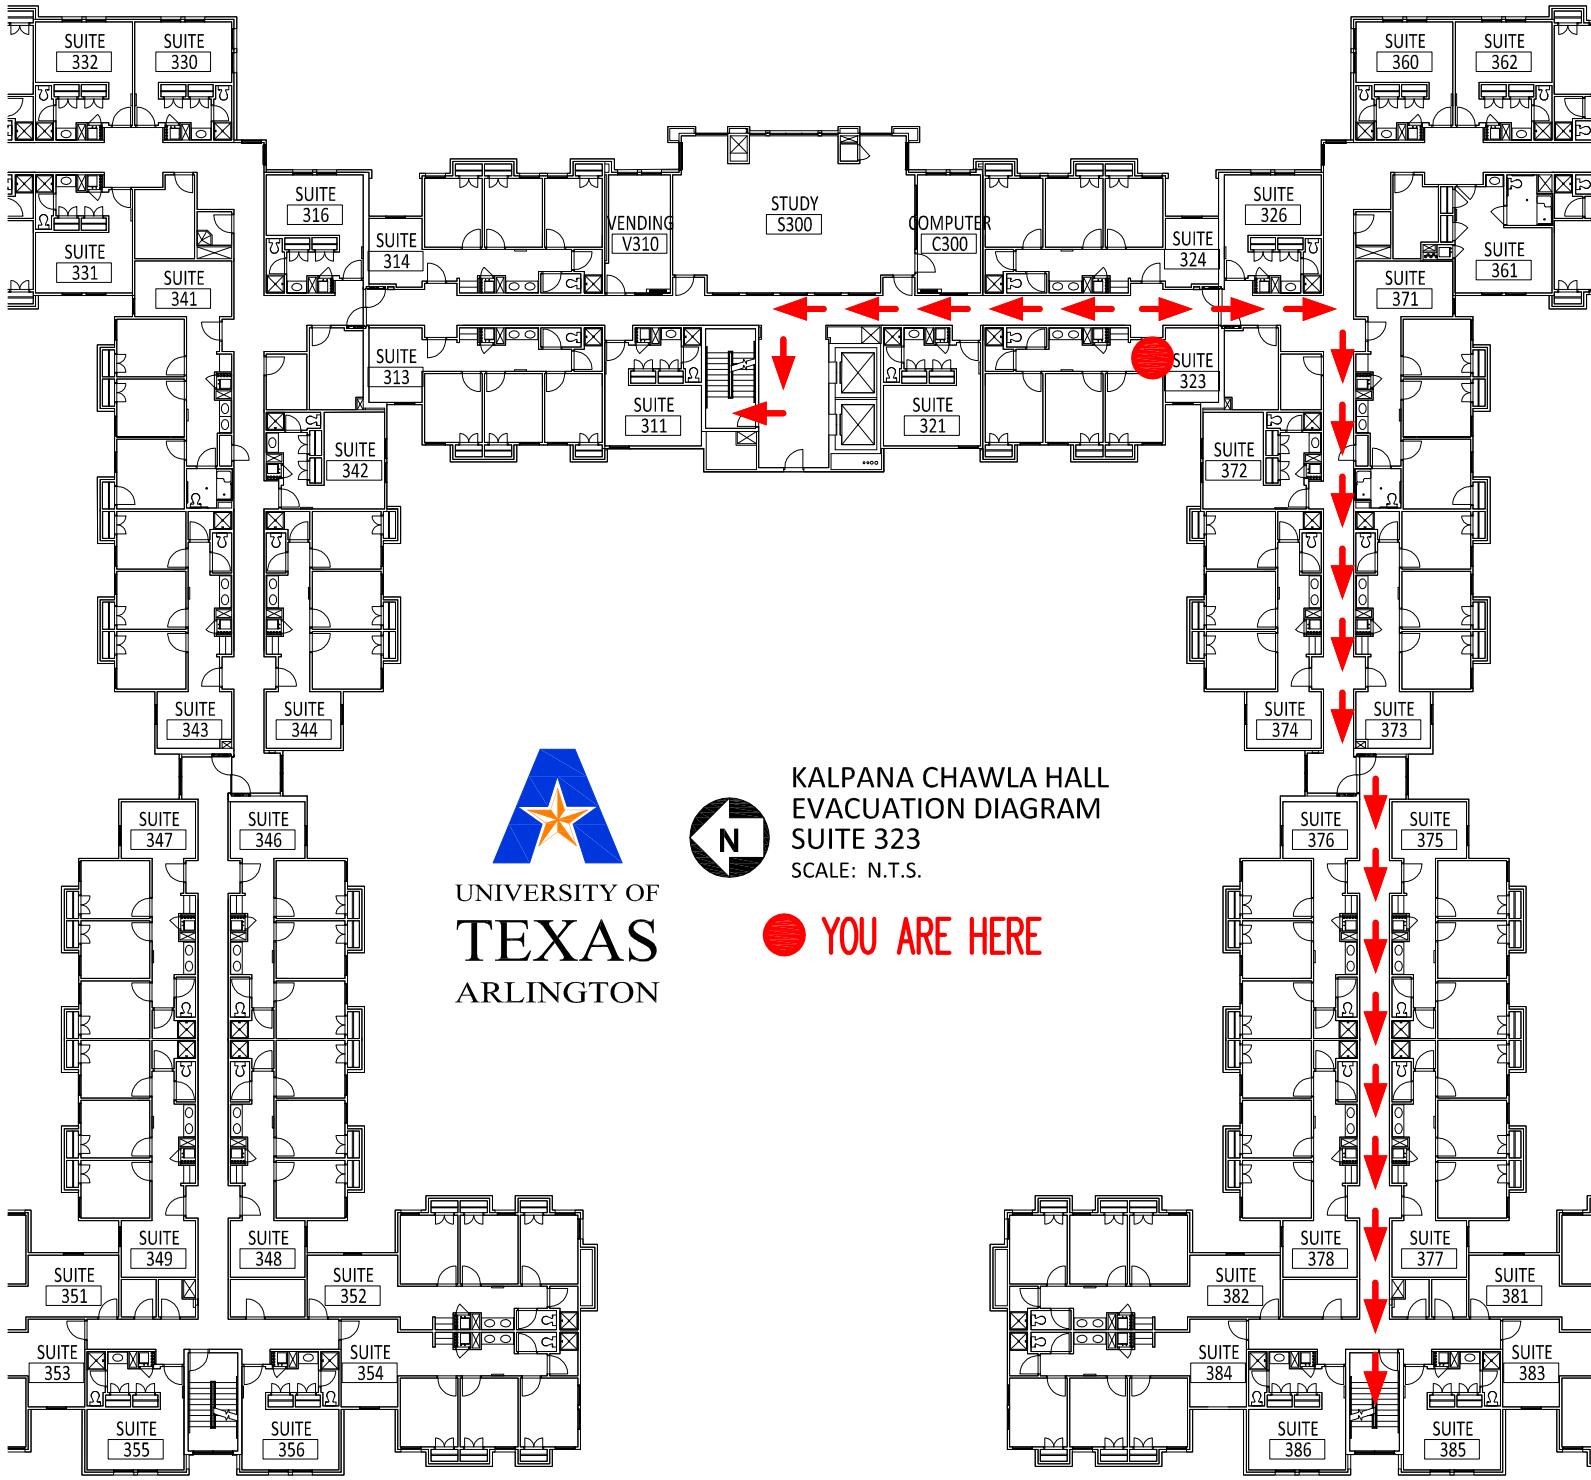 SUITE
332
SUITE
330
SUITE
360
SUITE
362
SUITE
316
VENDING
V310
STUDY
S300
COMPUTER
C300
SUITE
326
SUITE
314
SUITE
324
SUITE
331
SUITE
341
SUITE
371
SUITE
361
SUITE
313
SUITE
323
SUITE
311
SUITE
321
SUITE
342
SUITE
372
SUITE
343
SUITE
344
SUITE
374
SUITE
373
KALPANA CHAWLA HALL
EVACUATION DIAGRAM
SUITE 323
SCALE: N.T.S.
N
YOU ARE HERE
UNIVERSITY OF
TEXAS
ARLINGTON
SUITE
347
SUITE
346
SUITE
376
SUITE
375
SUITE
349
SUITE
348
SUITE
378
SUITE
377
SUITE
351
SUITE
352
SUITE
382
SUITE
381
SUITE
353
SUITE
354
SUITE
384
SUITE
383
SUITE
355
SUITE
356
SUITE
386
SUITE
385